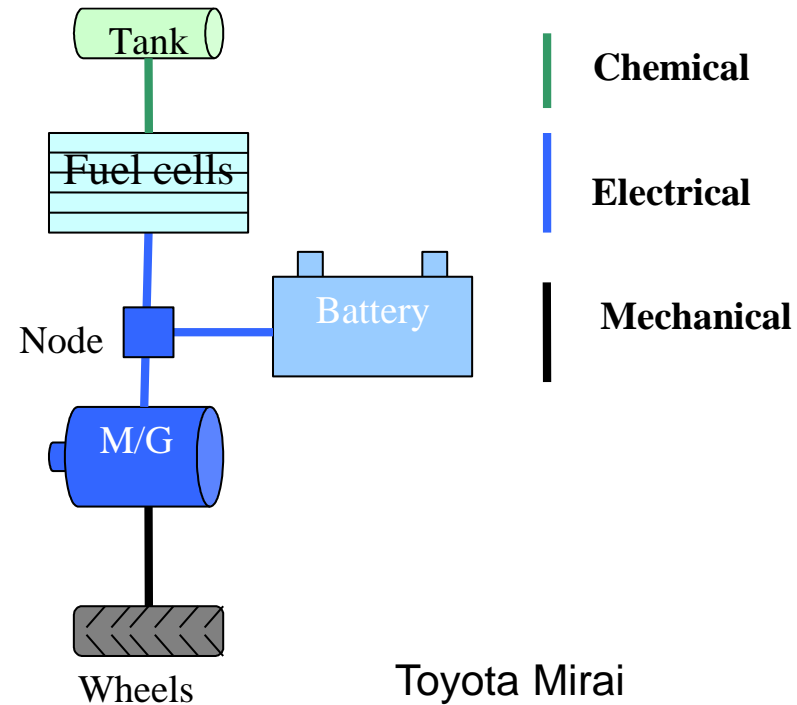 Tank
Chemical
Fuel cells
Electrical
Battery
Mechanical
Node
M/G
Wheels
Toyota Mirai